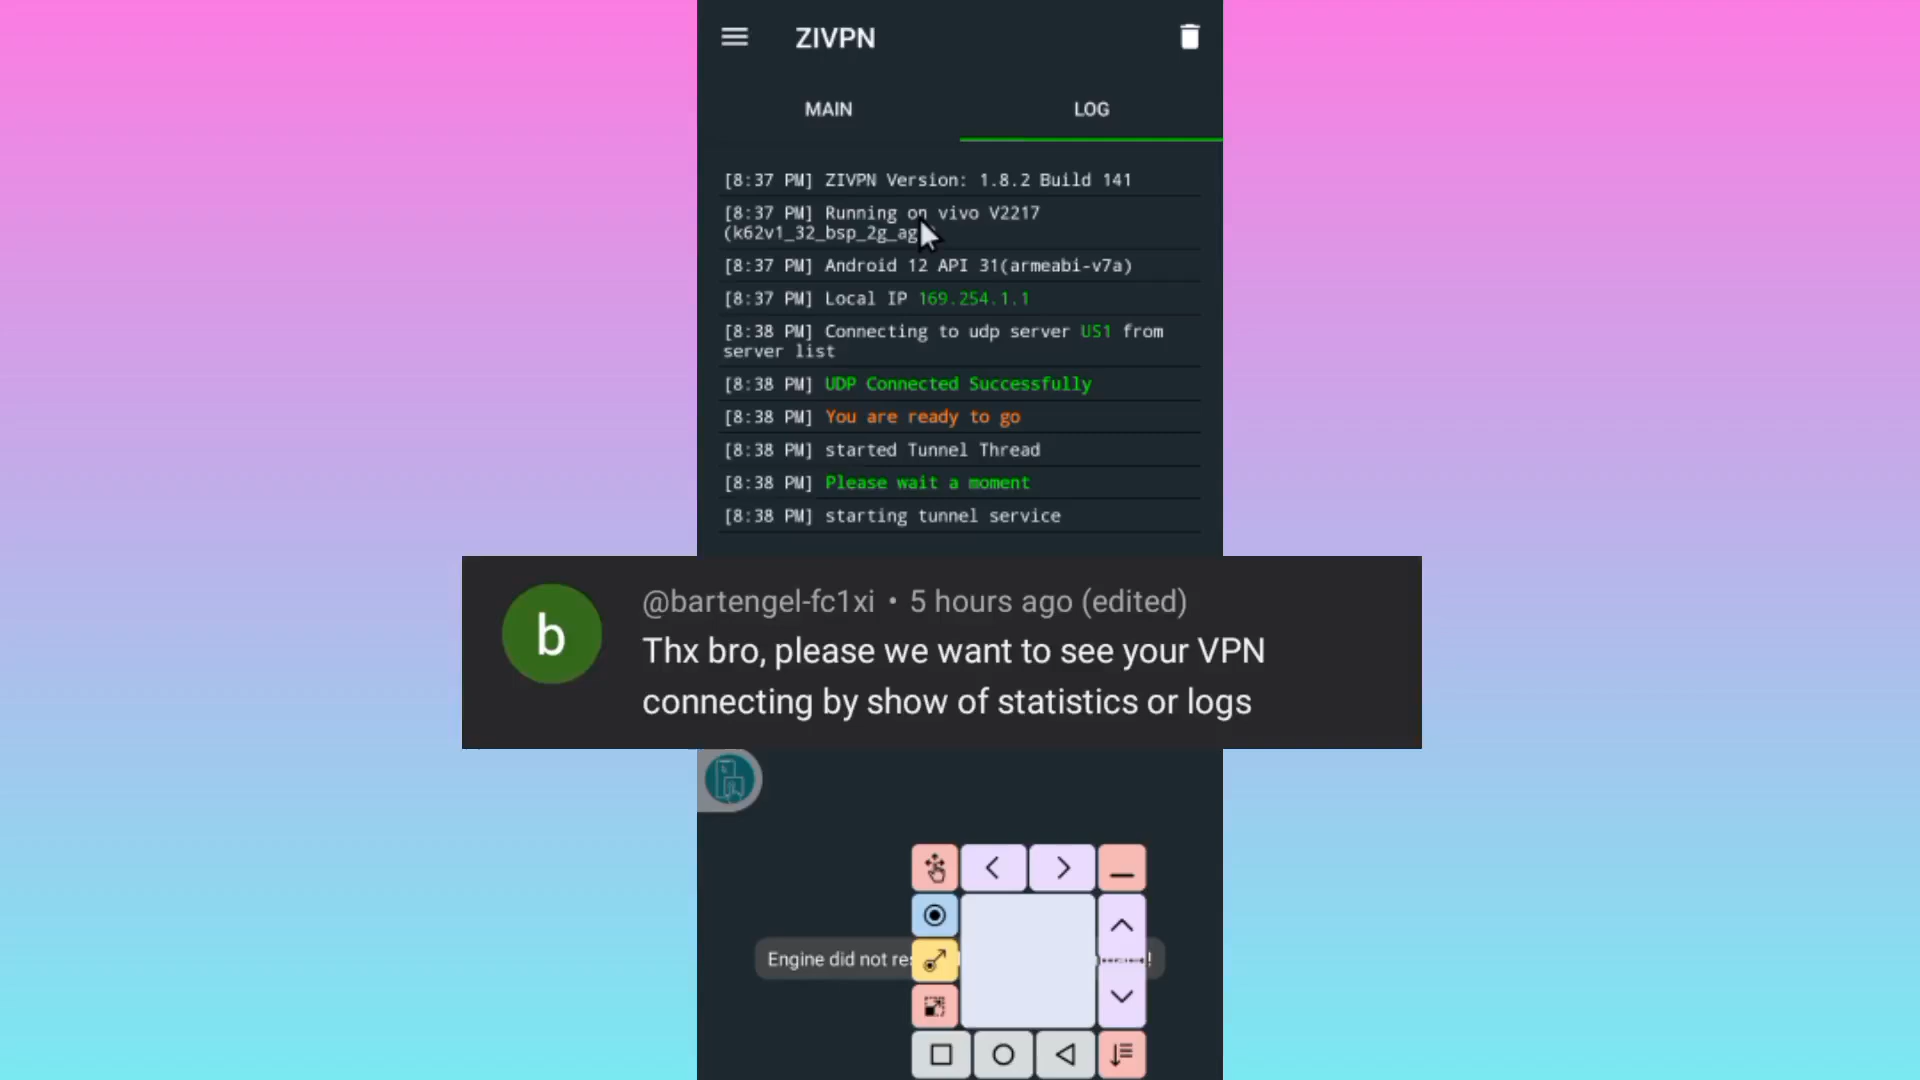 ZIVPN
MAIN
LOG
[8:37 PM] ZIVPN Version: 1.8.2 Build 141
[8:37 PM] Running on vivo V2217
(k62v1_32_bsp_2g_ag
[8:37 PM] Android 12 API 31(armeabi-v7a)
[8:37 PM] Local IP 169.254.1.1
[8:38 PM] Connecting to udp server US1 from
server list
[8:38 PM] UDP Connected Successfully
[8:38 PM] You are ready to go
[8:38 PM] started Tunnel Thread
[8:38 PM] Please wait a moment
[8:38 PM] starting tunnel service
b
@bartengel-fc1xi • 5 hours ago (edited)
Thx bro, please we want to see your VPN
connecting by show of statistics or logs
Engine did not